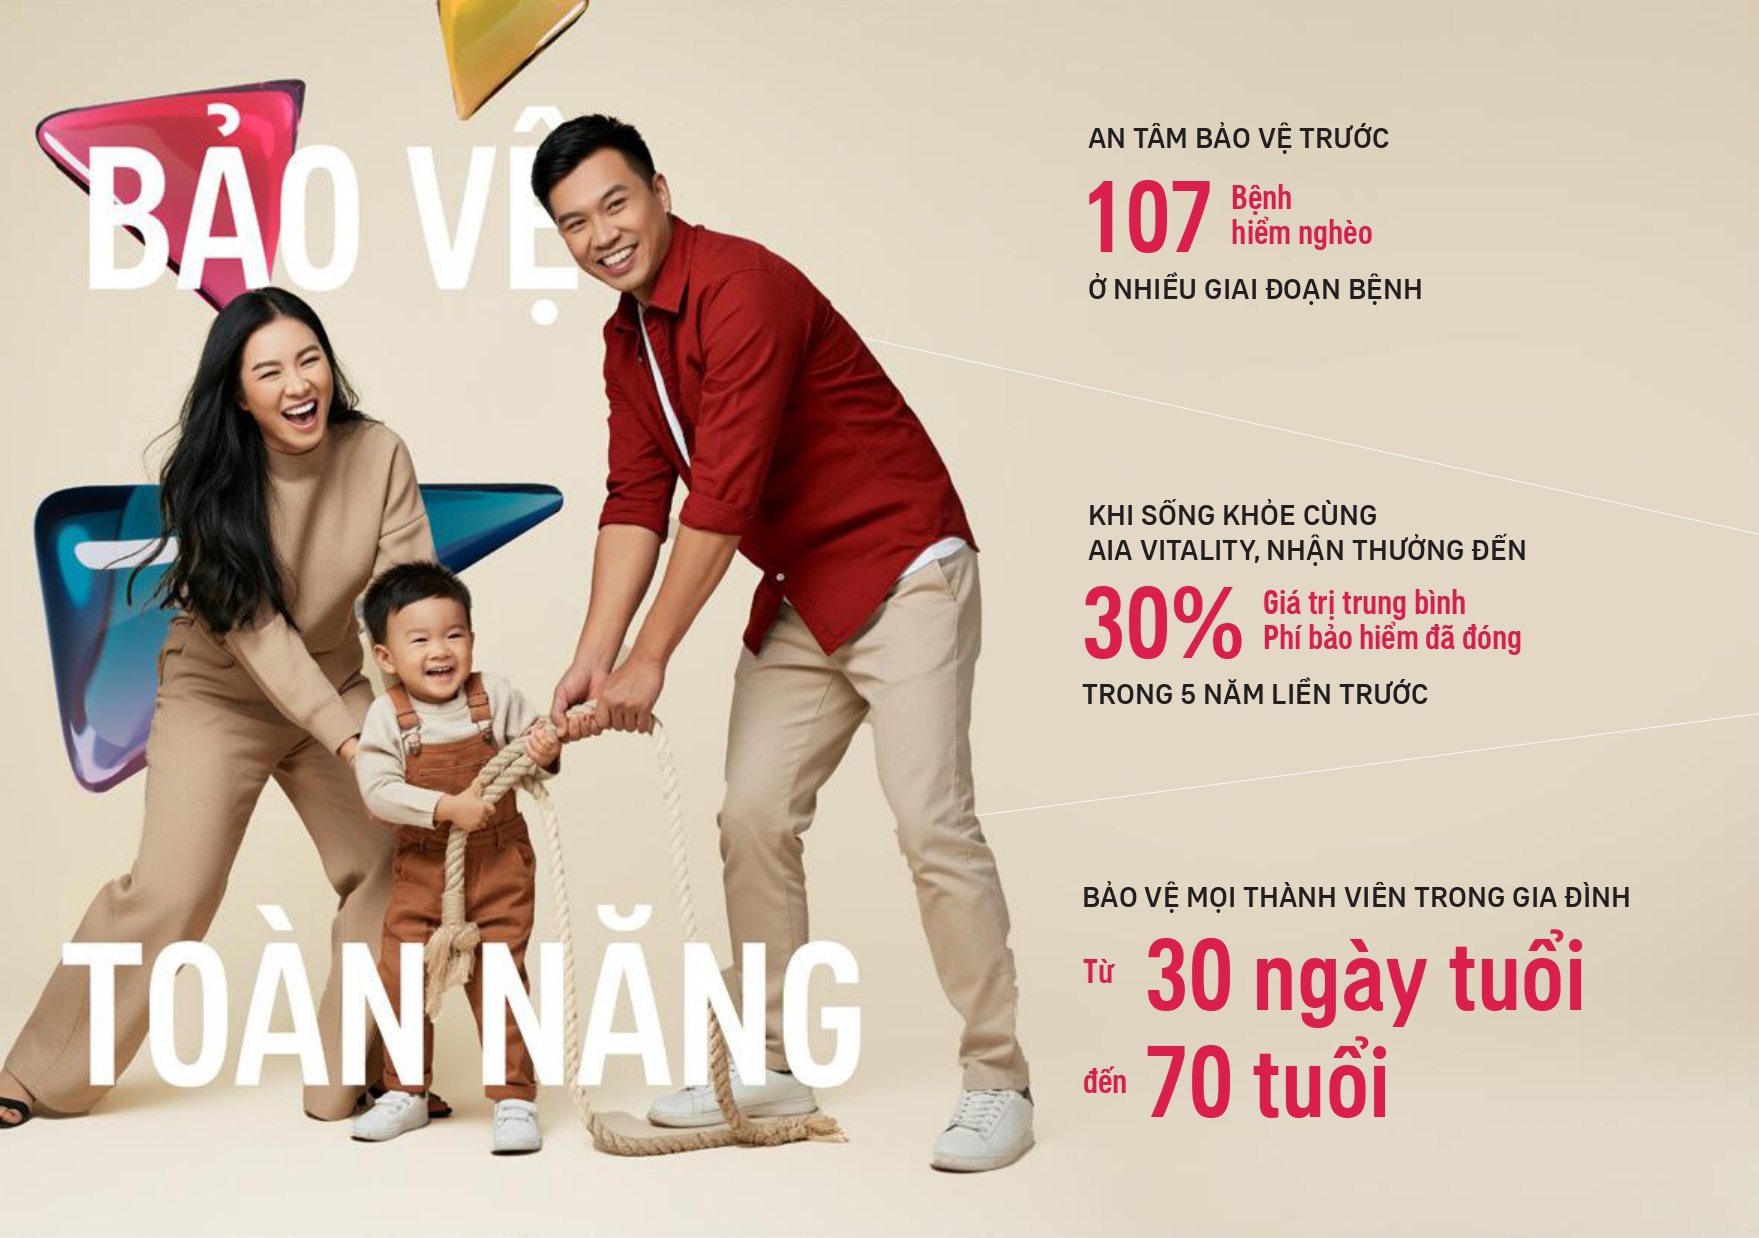 BẢO VỆ
TOÀN NĂNG
AN TÂM BẢO VỆ TRƯỚC
107 Bệnh
hiểm nghèo
Ở NHIỀU GIAI ĐOẠN BỆNH
KHI SỐNG KHỎE CÙNG
AIA VITALITY, NHẬN THƯỞNG ĐẾN
30% Giá trị trung bình
Phí bảo hiểm đã đóng
TRONG 5 NĂM LIỀN TRƯỚC
BẢO VỆ MỌI THÀNH VIÊN TRONG GIA ĐÌNH
Từ 30 ngày tuổi
đến 70 tuổi